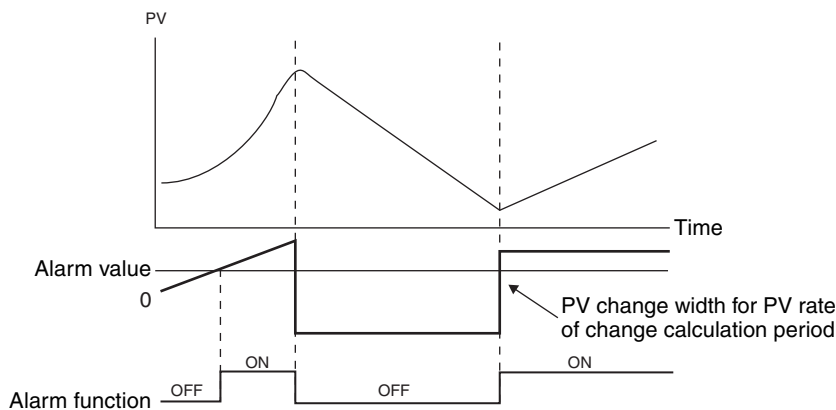 PV
Time
Alarm value
0
PV change width for PV rate
of change calculation period
ON
ON
OFF
OFF
Alarm function